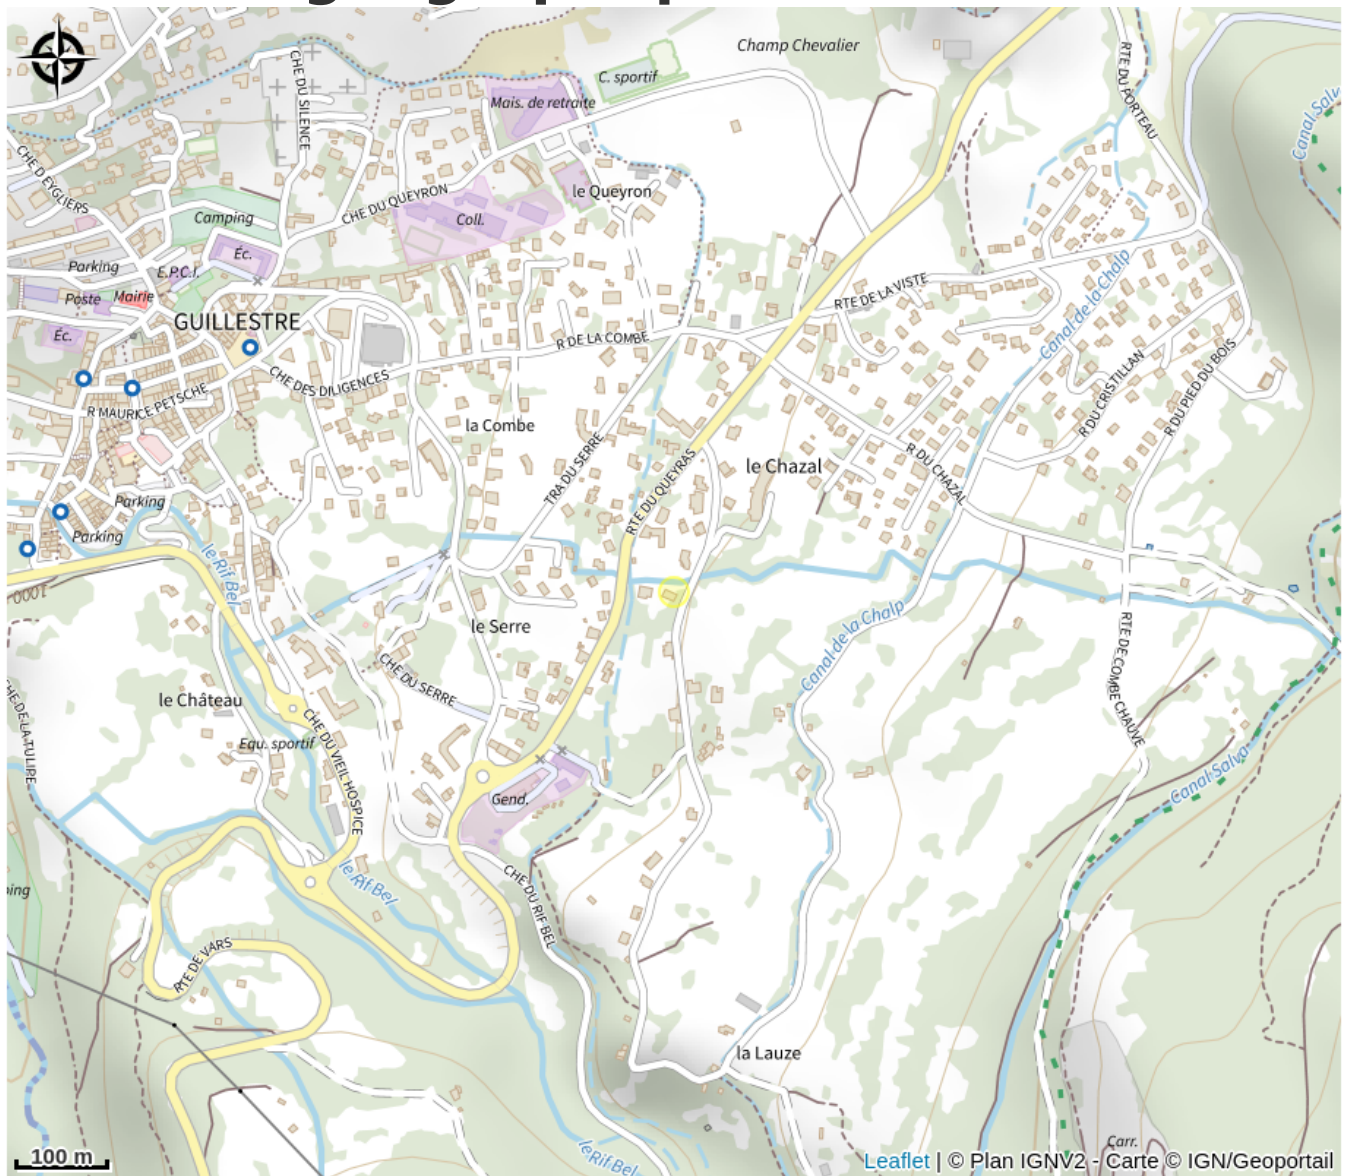 Champ Chevalier
C. sportif
Mais. de retraite
CHE DU SILENCE
RTE DU PORTEAU
Canal Salv
CHE D EYGLIERS
le Queyron
CHE DU QUEYRON
Camping
Coll.
Éc.
Parking
E.P.C.I.
Poste
Mairie
GUILLESTRE
Éc.
RTE DE LA VISTE
Canal de la Chalp
R DE LA COMBE
CHE DES DILIGENCES
R MAURICE PETSCHE
R DU CRISTILLAN
R DU PIED DU BOIS
la Combe
TRA DU SERRE
RTE DU QUEYRAS
le Chazal
R DU CHAZAL
Parking
Parking
le Rif Bel
1000
le Serre
Canal de la Chalp
RTE DE COMBE CHAUVE
CHE DU SERRE
le Château
CHE DE LA TULIPE
Equ. sportif
CHE DU VIEIL HOSPICE
Canal Salva
Gend.
le Rif Bel
CHE DU RIF BEL
ping
RTE DE VARS
la Lauze
Carr.
le Rif Bel
100 m
Leaflet | © Plan IGNV2 - Carte © IGN/Geoportail